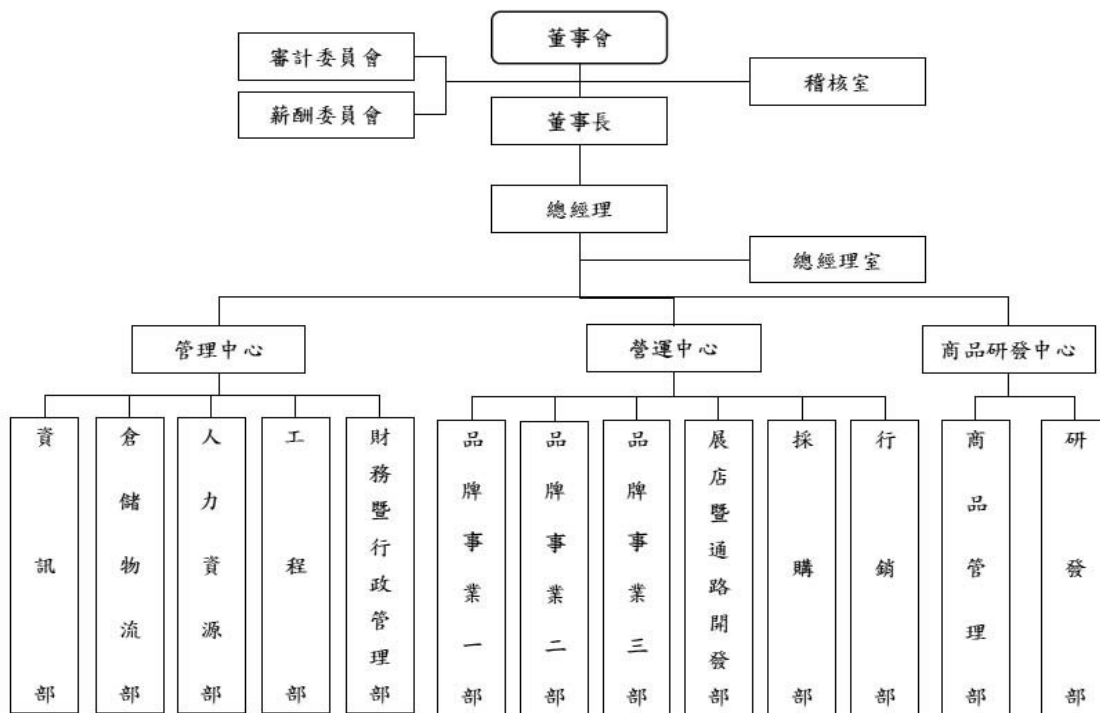 董事會
審計委員會
稽核室
薪酬委員會
董事長
總經理
總經理室
管理中心
營運中心
商品研發中心
資訊部
倉儲物流部
人力資源部
工程部
財務暨行政管理部
品牌事業一部
品牌事業二部
品牌事業三部
展店暨通路開發部
採購部
行銷部
商品管理部
研發部